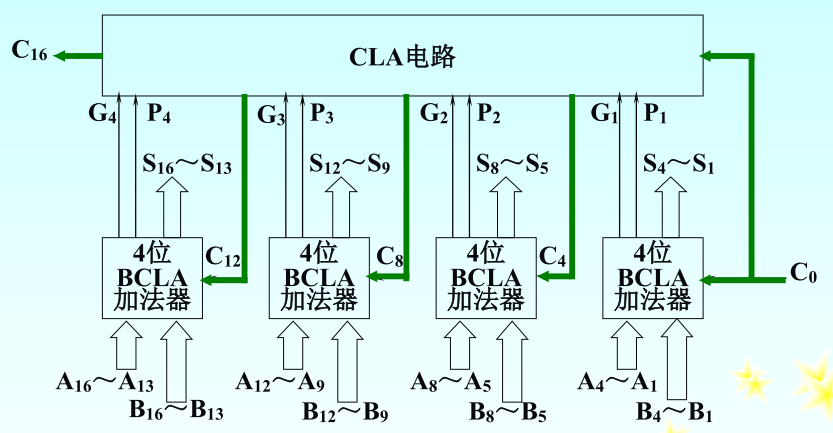 C₁₆ CLA电路
G₄ P₄ G₃ P₃ G₂ P₂ G₁ P₁
S₁₆～S₁₃ S₁₂～S₉ S₈～S₅ S₄～S₁
4位 C₁₂ 4位 C₈ 4位 C₄ 4位 C₀
BCLA BCLA BCLA BCLA
加法器 加法器 加法器 加法器
A₁₆～A₁₃ A₁₂～A₉ A₈～A₅ A₄～A₁
B₁₆～B₁₃ B₁₂～B₉ B₈～B₅ B₄～B₁